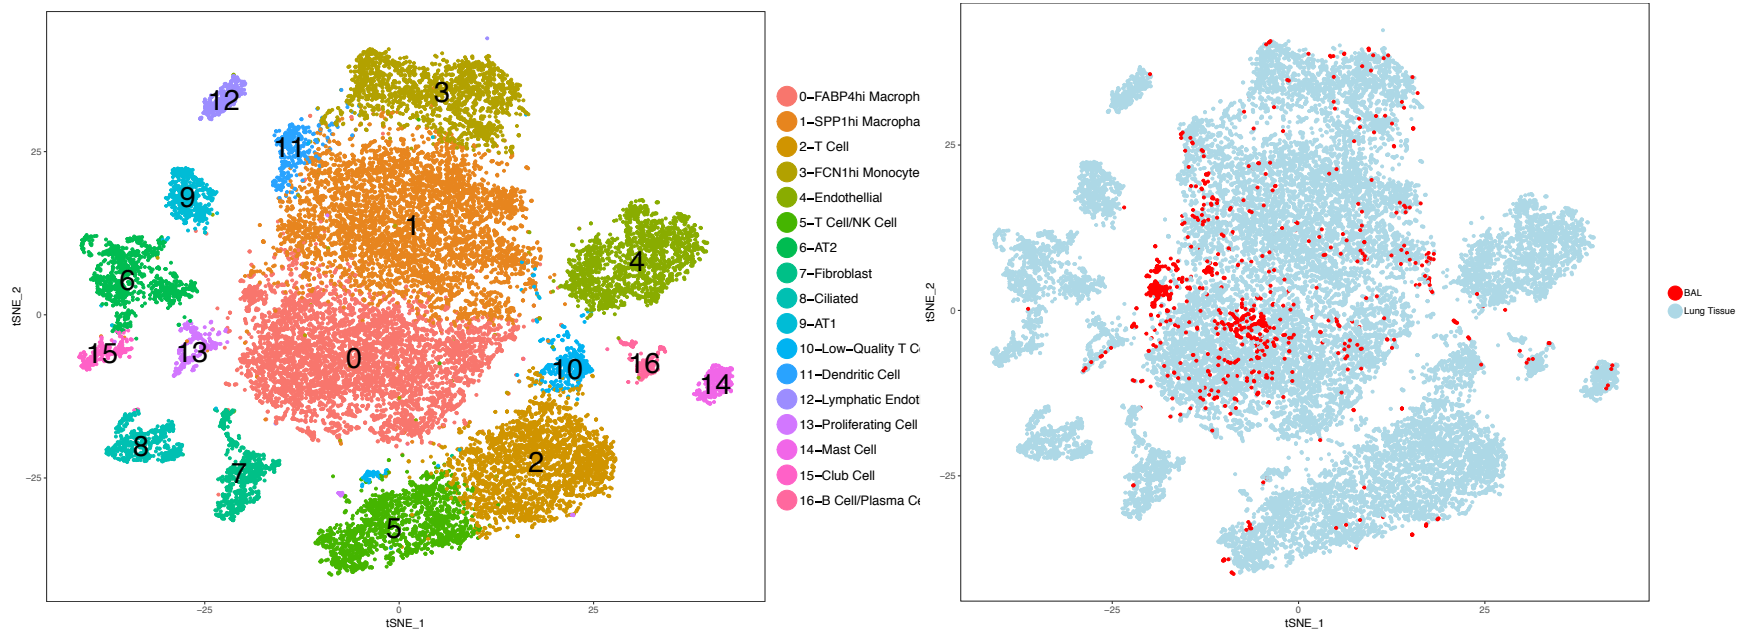 12
3
11
9
1
6
4
15
13
0
10
16
14
8
7
2
5
25
0
−25
tSNE_2
−25
0
25
tSNE_1
0−FABP4hi Macroph
1−SPP1hi Macropha
2−T Cell
3−FCN1hi Monocyte
4−Endothellial
5−T Cell/NK Cell
6−AT2
7−Fibroblast
8−Ciliated
9−AT1
10−Low−Quality T C
11−Dendritic Cell
12−Lymphatic Endot
13−Proliferating Cell
14−Mast Cell
15−Club Cell
16−B Cell/Plasma Ce
25
0
−25
tSNE_2
−25
0
25
tSNE_1
BAL
Lung Tissue